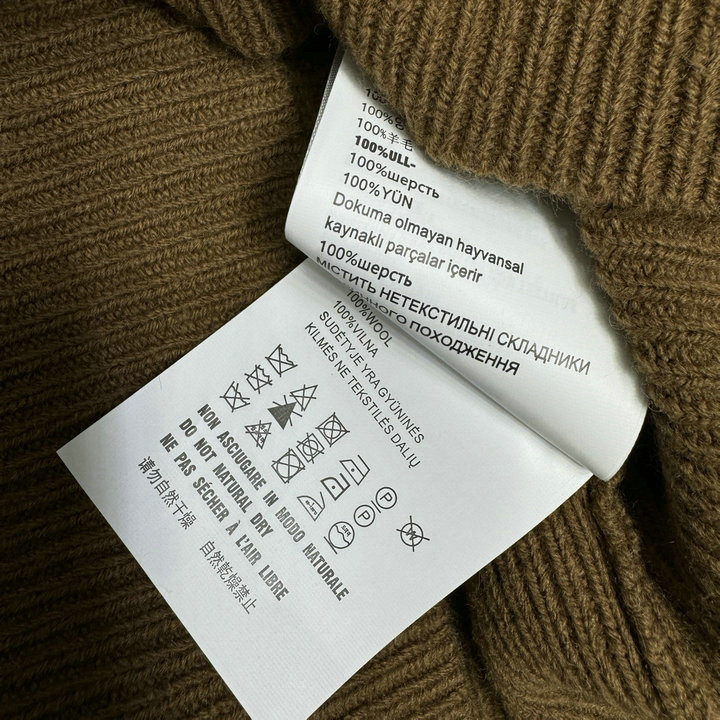 100%羊毛
100%ULL-
100%шерсть
100%YÜN
Dokuma olmayan hayvansal
kaynaklı parçalar içerir
100%шерсть
МІСТИТЬ НЕТЕКСТИЛЬНІ СКЛАДНИКИ
ПОХОДЖЕННЯ
100%WOOL
100%VILNA
SUDĖTYJE YRA GYŪNINĖS
KILMĖS NE TEKSTILĖS DALIŲ
NON ASCIUGARE IN MODO NATURALE
DO NOT NATURAL DRY
NE PAS SÉCHER À L'AIR LIBRE
请勿自然干燥 自然乾燥禁止